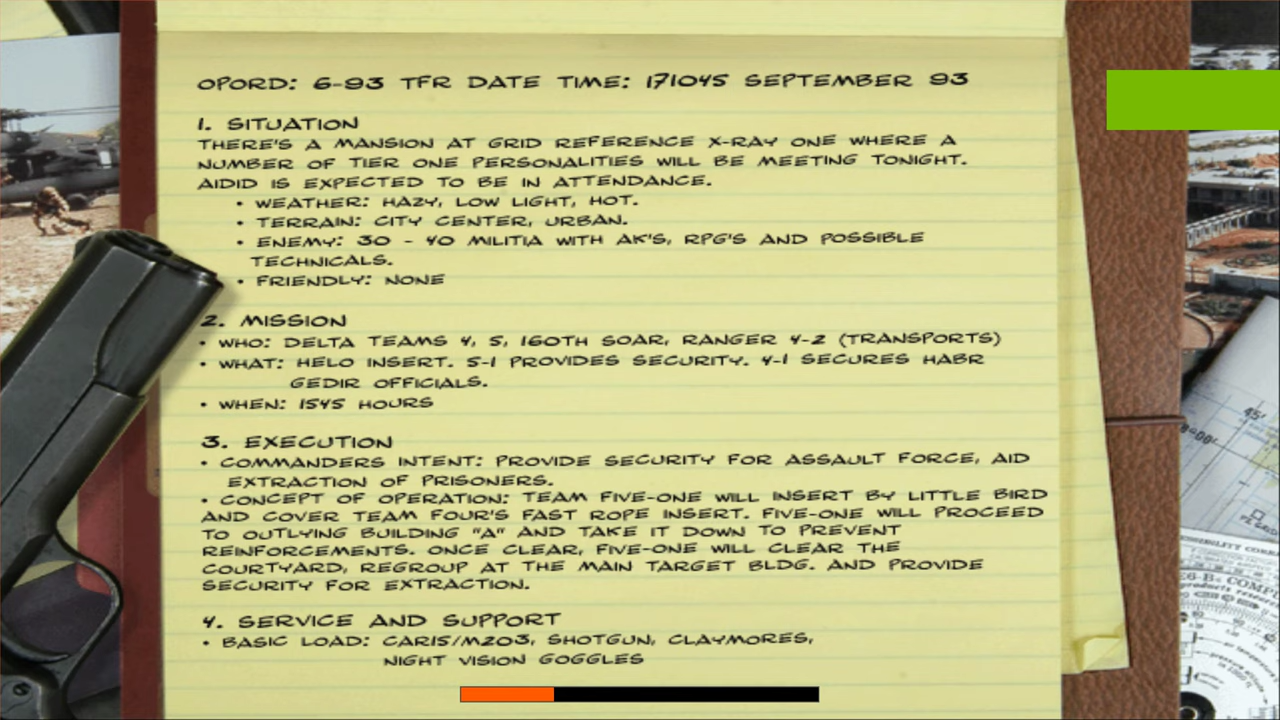 OPORD: 6-93 TFR DATE TIME: 171045 SEPTEMBER 93
1. SITUATION
THERE'S A MANSION AT GRID REFERENCE X-RAY ONE WHERE A
NUMBER OF TIER ONE PERSONALITIES WILL BE MEETING TONIGHT.
AIDID IS EXPECTED TO BE IN ATTENDANCE.
• WEATHER: HAZY, LOW LIGHT, HOT.
• TERRAIN: CITY CENTER, URBAN.
• ENEMY: 30 - 40 MILITIA WITH AK'S, RPG'S AND POSSIBLE
TECHNICALS.
• FRIENDLY: NONE
2. MISSION
• WHO: DELTA TEAMS 4, 5, 160TH SOAR, RANGER 4-2 (TRANSPORTS)
• WHAT: HELO INSERT. 5-1 PROVIDES SECURITY. 4-1 SECURES HABR
GEDIR OFFICIALS.
• WHEN: 1545 HOURS
3. EXECUTION
• COMMANDERS INTENT: PROVIDE SECURITY FOR ASSAULT FORCE, AID
EXTRACTION OF PRISONERS.
• CONCEPT OF OPERATION: TEAM FIVE-ONE WILL INSERT BY LITTLE BIRD
AND COVER TEAM FOUR'S FAST ROPE INSERT. FIVE-ONE WILL PROCEED
TO OUTLYING BUILDING "A" AND TAKE IT DOWN TO PREVENT
REINFORCEMENTS. ONCE CLEAR, FIVE-ONE WILL CLEAR THE
COURTYARD, REGROUP AT THE MAIN TARGET BLDG. AND PROVIDE
SECURITY FOR EXTRACTION.
4. SERVICE AND SUPPORT
• BASIC LOAD: CAR15/M203, SHOTGUN, CLAYMORES,
NIGHT VISION GOGGLES
45'